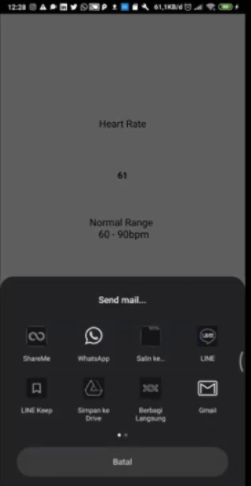 12:28
61,1KB/d
Heart Rate
61
Normal Range
60 - 90bpm
Send mail...
ShareMe
WhatsApp
Salin ke...
LINE
LINE Keep
Simpan ke
Drive
Berbagi
Langsung
Gmail
Batal